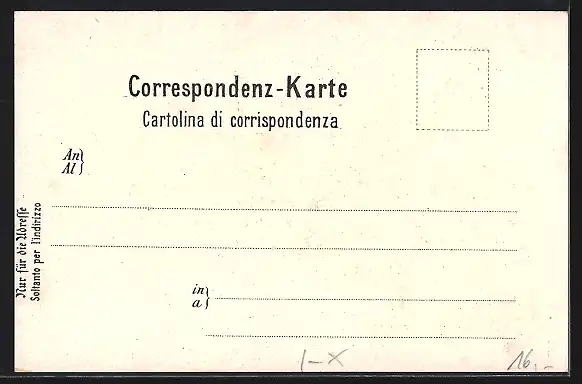 Correspondenz-Karte
Cartolina di corrispondenza
An}
Al}
Nur für die Adresse
Soltanto per l'indirizzo
in}
a}
I-X
16.-